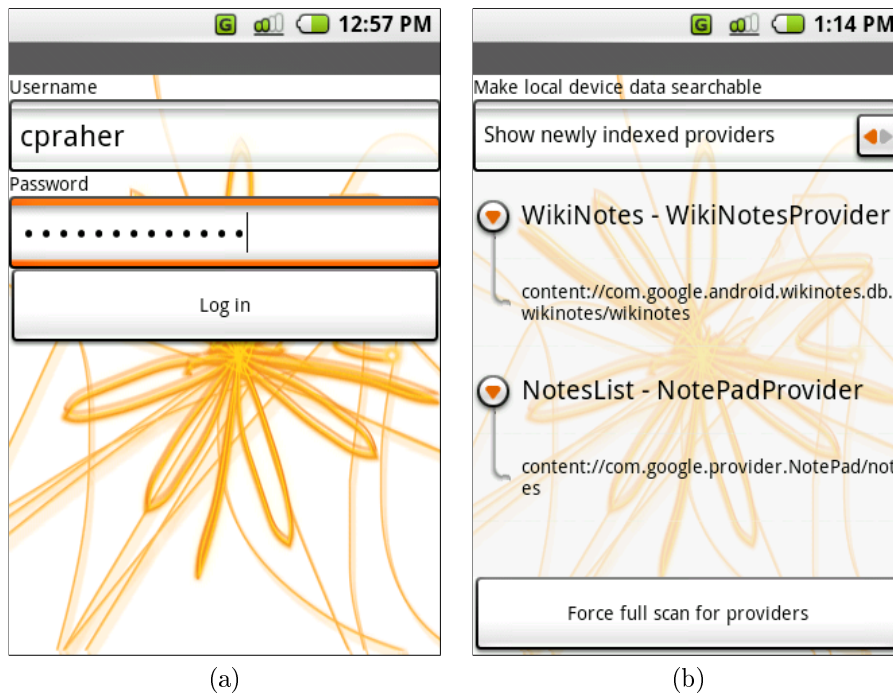 12:57 PM
Username
cpraher
Password
Log in
(a)
1:14 PM
Make local device data searchable
Show newly indexed providers
WikiNotes - WikiNotesProvider
content://com.google.android.wikinotes.db.
wikinotes/wikinotes
NotesList - NotePadProvider
content://com.google.provider.NotePad/not
es
Force full scan for providers
(b)